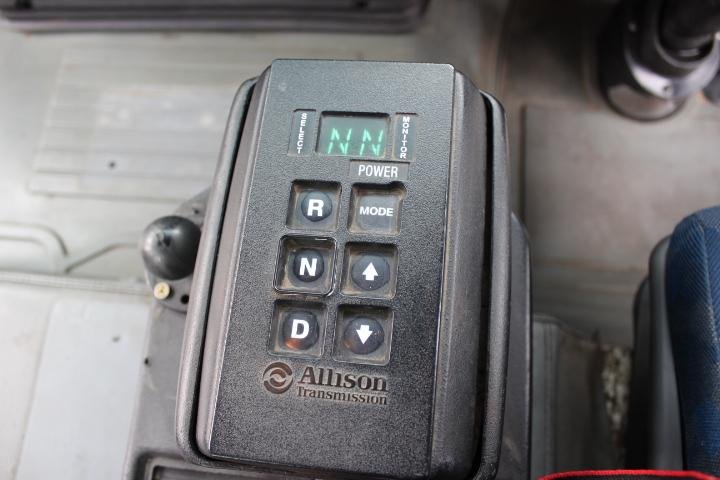 SELECT
NN
MONITOR
POWER
R
MODE
N
D
Allison
Transmission